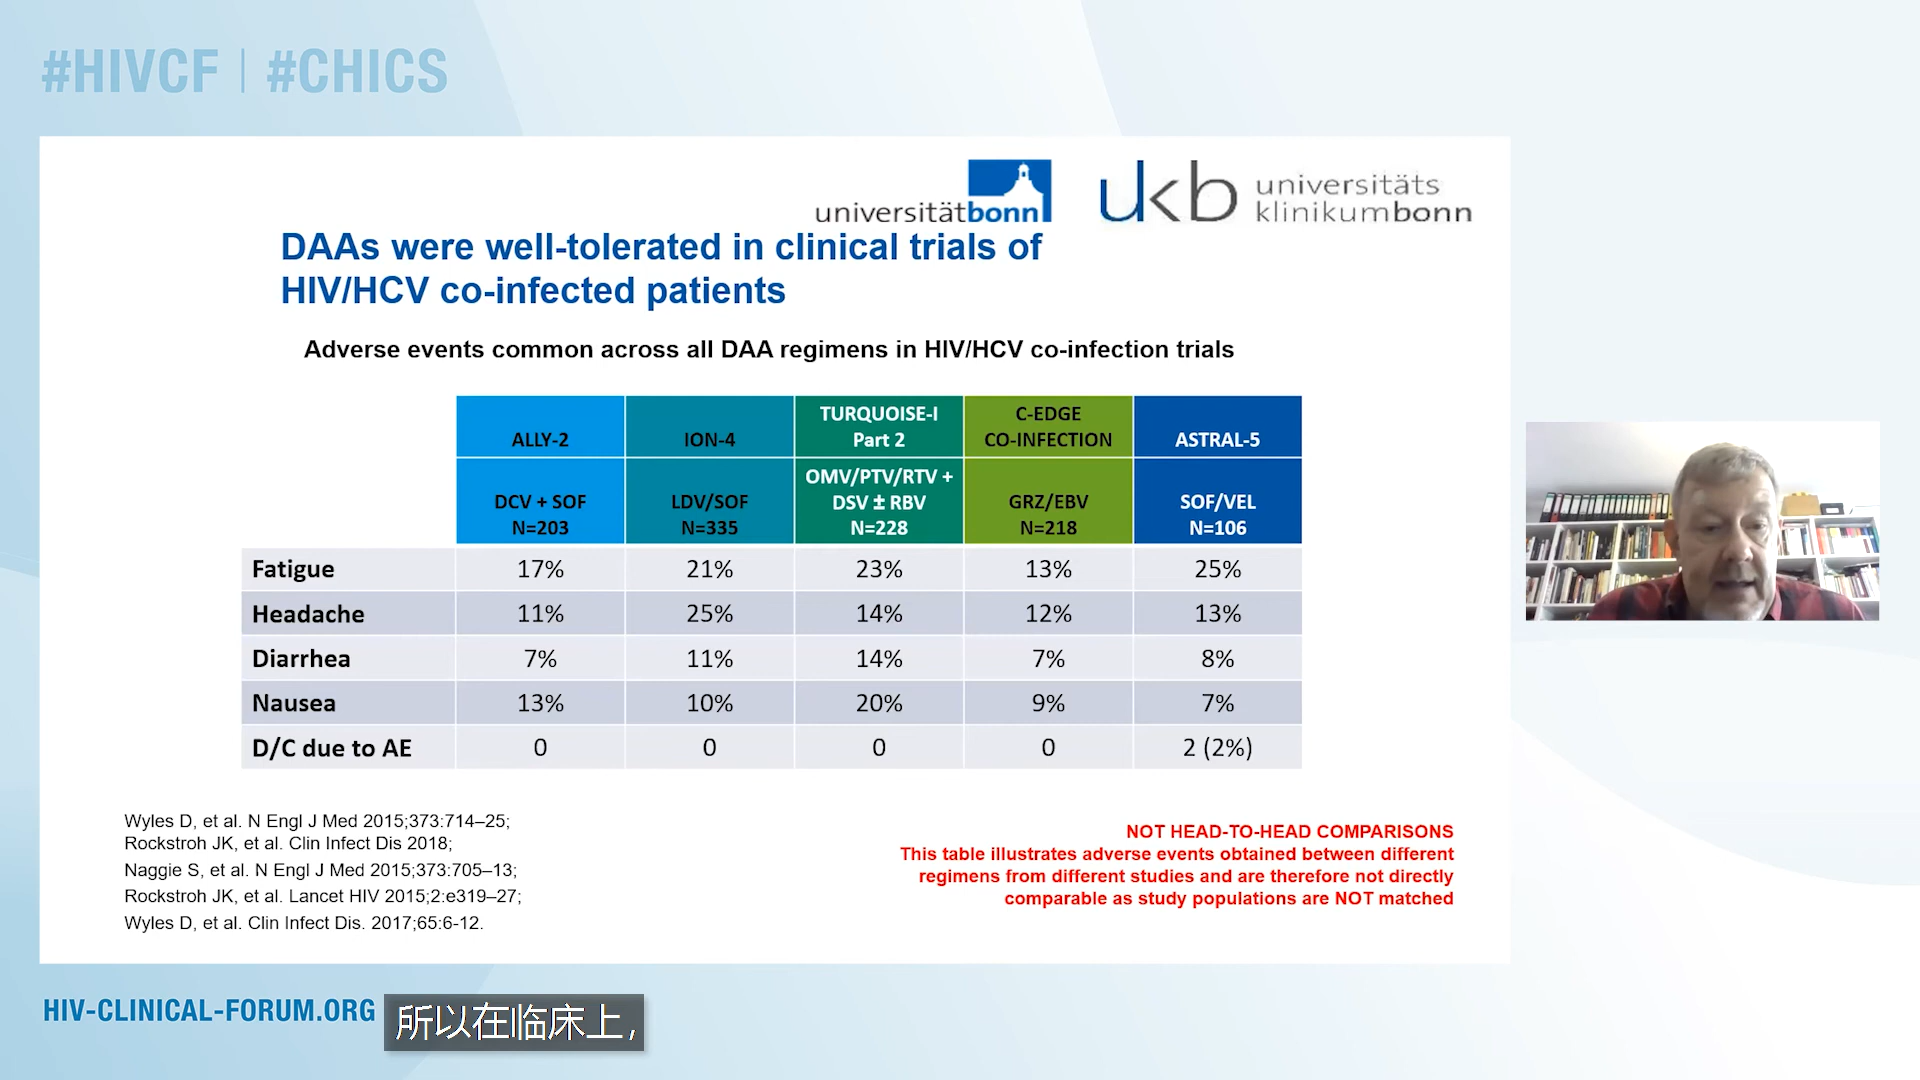 #HIVCF | #CHICS
universitätbonn
ukb universitäts
klinikumbonn
DAAs were well-tolerated in clinical trials of
HIV/HCV co-infected patients
Adverse events common across all DAA regimens in HIV/HCV co-infection trials
ALLY-2 ION-4 TURQUOISE-I Part 2 C-EDGE CO-INFECTION ASTRAL-5
DCV + SOF N=203 LDV/SOF N=335 OMV/PTV/RTV + DSV ± RBV N=228 GRZ/EBV N=218 SOF/VEL N=106
Fatigue 17% 21% 23% 13% 25%
Headache 11% 25% 14% 12% 13%
Diarrhea 7% 11% 14% 7% 8%
Nausea 13% 10% 20% 9% 7%
D/C due to AE 0 0 0 0 2 (2%)
Wyles D, et al. N Engl J Med 2015;373:714–25;
Rockstroh JK, et al. Clin Infect Dis 2018;
Naggie S, et al. N Engl J Med 2015;373:705–13;
Rockstroh JK, et al. Lancet HIV 2015;2:e319–27;
Wyles D, et al. Clin Infect Dis. 2017;65:6-12.
NOT HEAD-TO-HEAD COMPARISONS
This table illustrates adverse events obtained between different
regimens from different studies and are therefore not directly
comparable as study populations are NOT matched
HIV-CLINICAL-FORUM.ORG
所以在临床上,